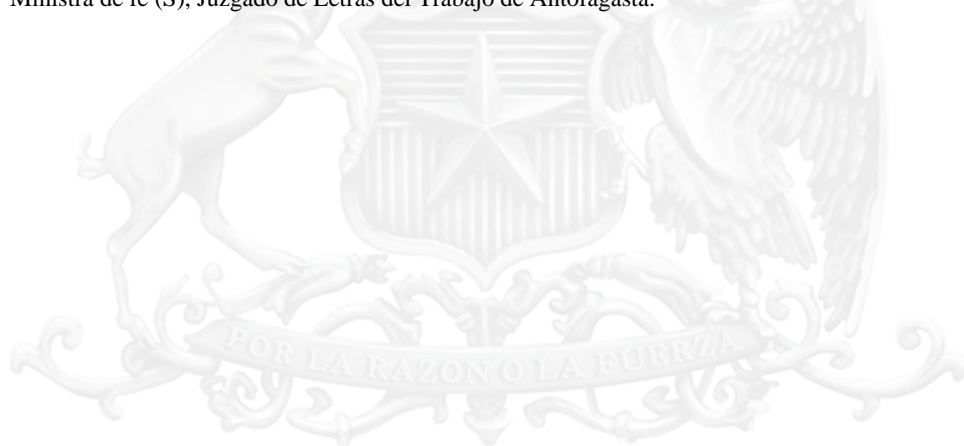 Ministra de fe (S), Juzgado de Letras del Trabajo de Antofagasta.
POR LA RAZON O LA FUERZA